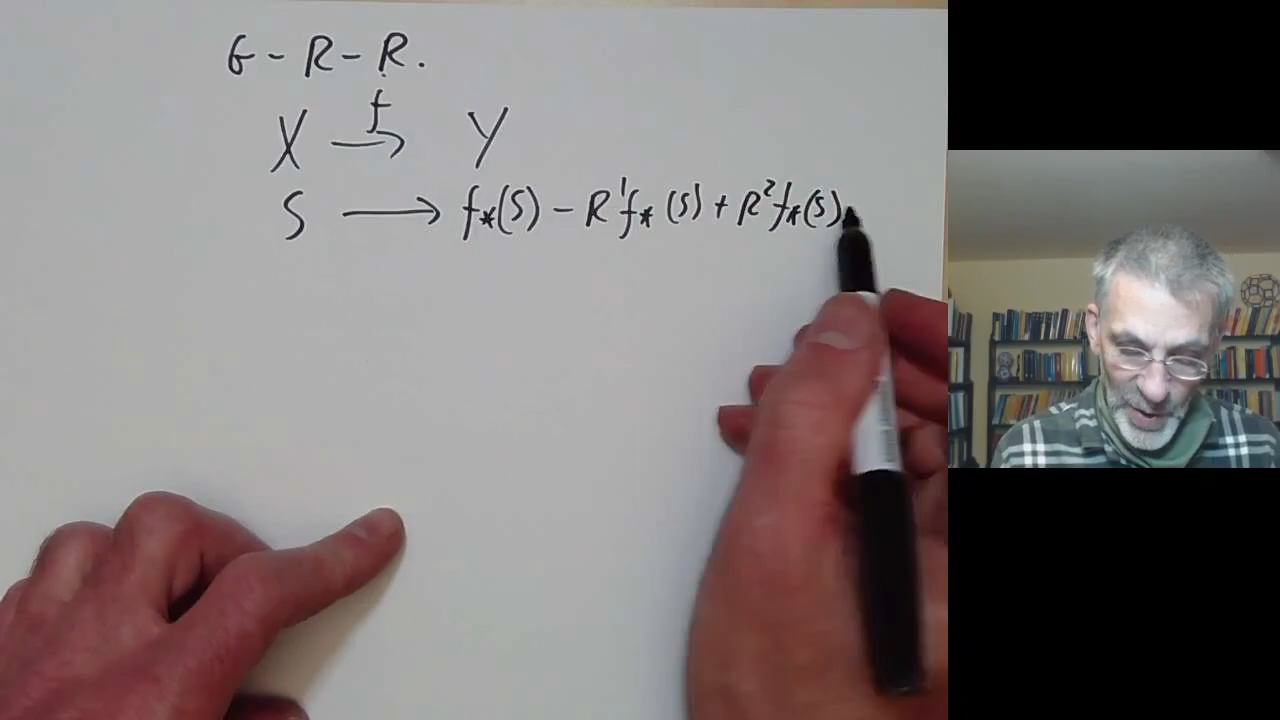 G - R - R.
f
X → Y
S → f*(S) - R¹f*(S) + R²f*(S)